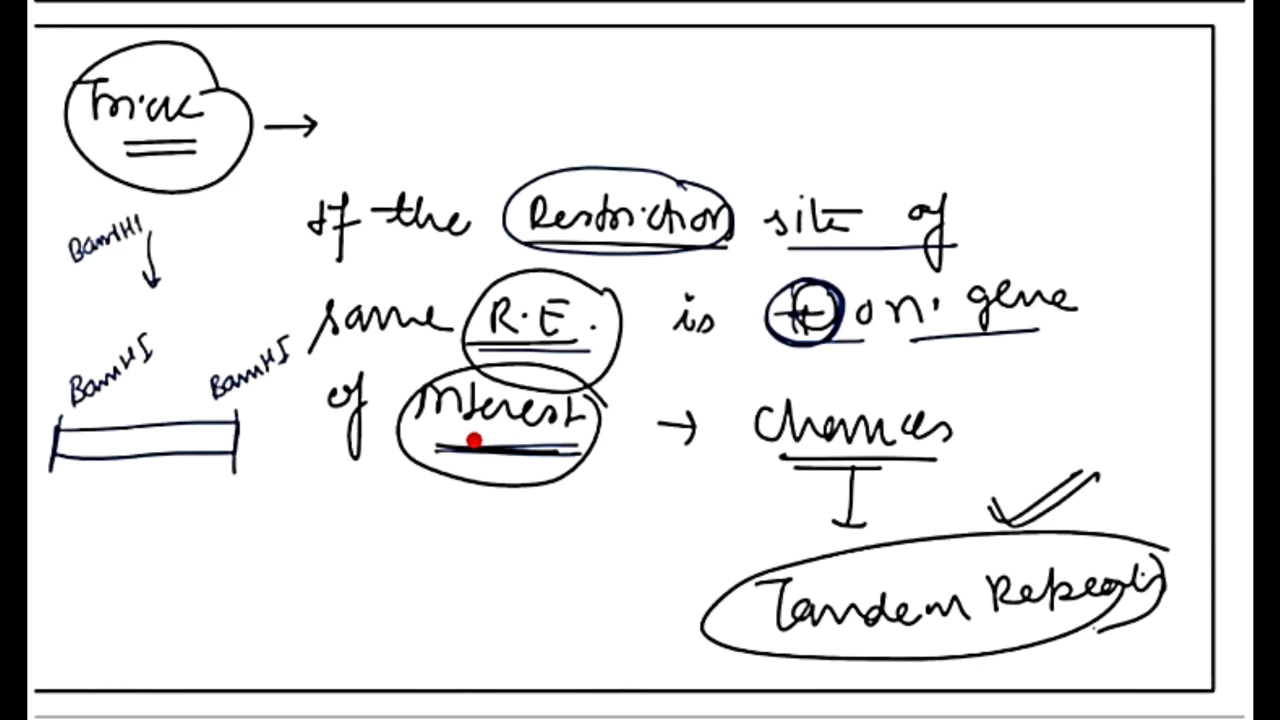 Trick →
BamHI
If the Restriction site of
same R.E. is ⊕ on gene
BamHI BamHI
of interest → chances
Tandem Repeats